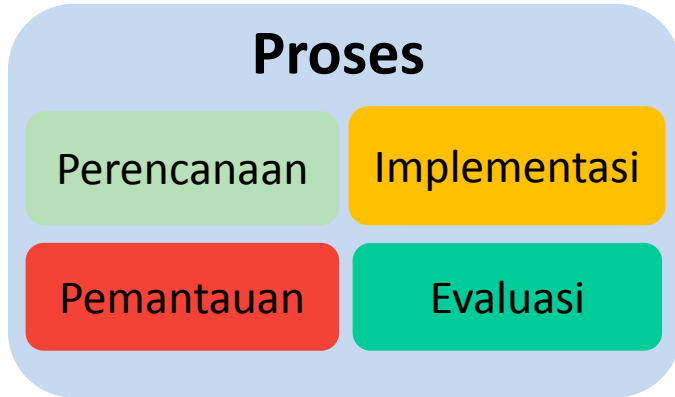 Proses
Perencanaan
Implementasi
Pemantauan
Evaluasi